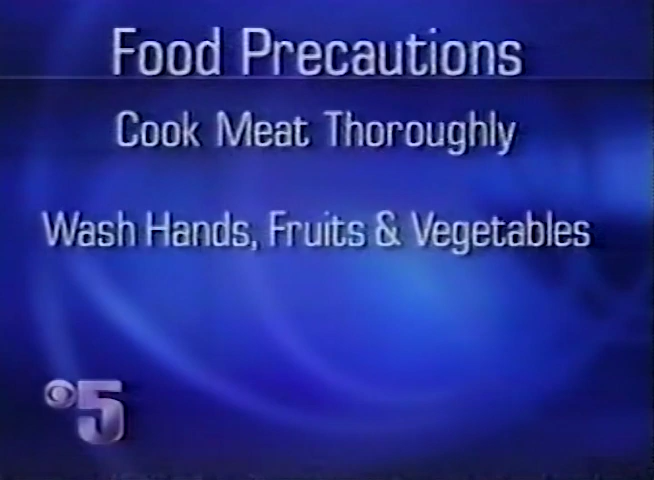 Food Precautions
Cook Meat Thoroughly
Wash Hands, Fruits & Vegetables
5